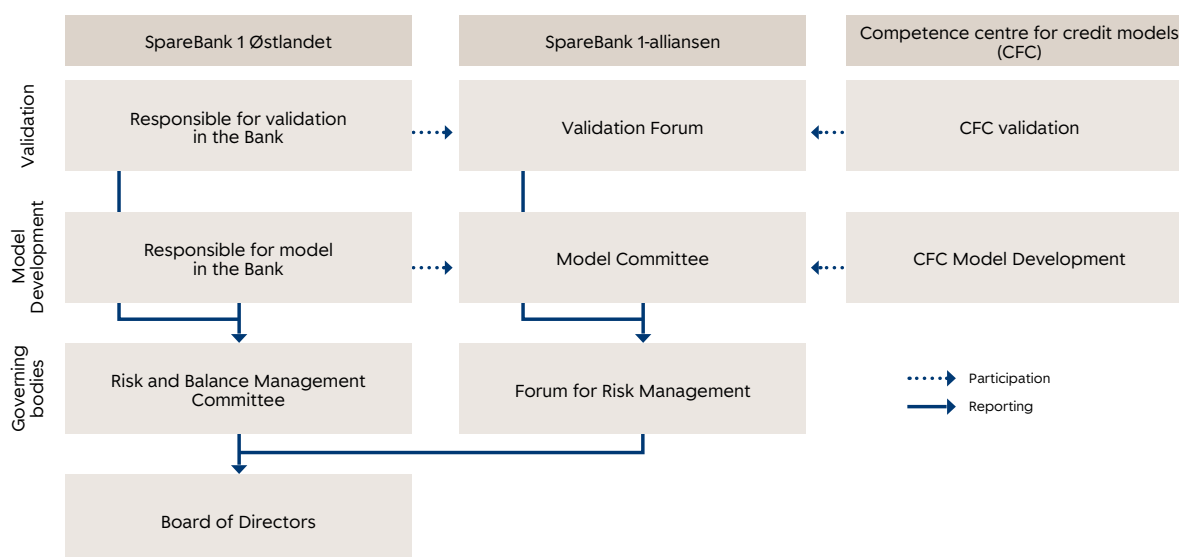 SpareBank 1 Østlandet
SpareBank 1-alliansen
Competence centre for credit models
(CFC)
Validation
Responsible for validation
in the Bank
Validation Forum
CFC validation
Model
Development
Responsible for model
in the Bank
Model Committee
CFC Model Development
Governing
bodies
Risk and Balance Management
Committee
Forum for Risk Management
Participation
Reporting
Board of Directors